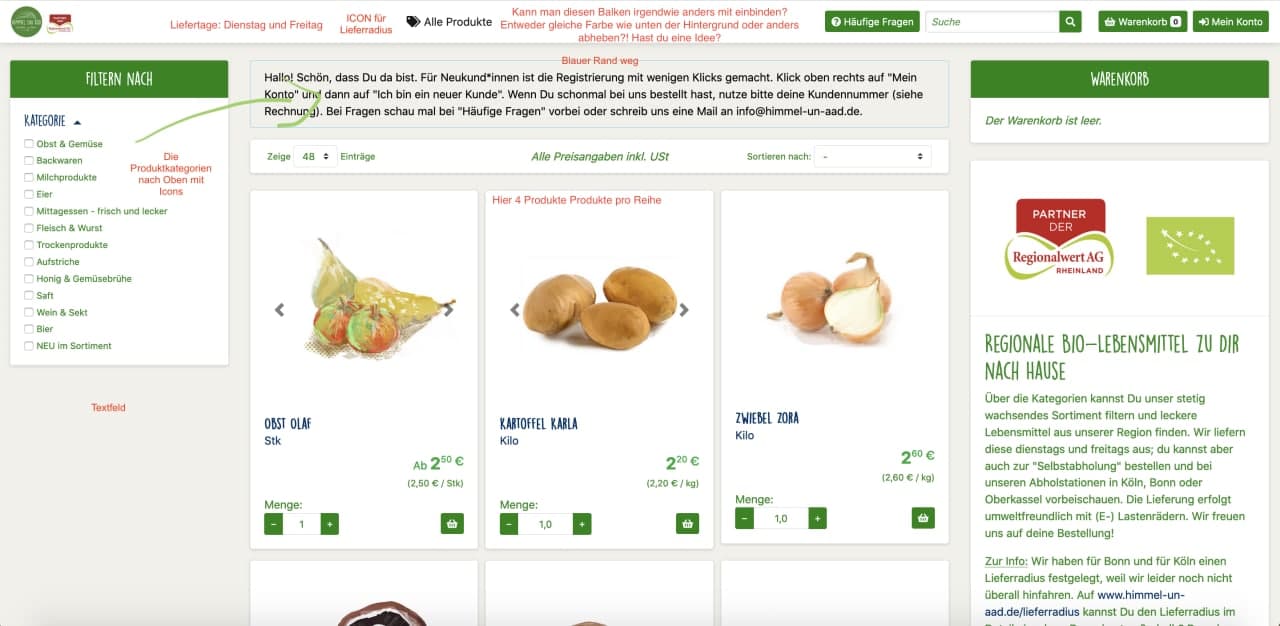 HIMMEL UN ÄÄD
Liefertage: Dienstag und Freitag
ICON für
Lieferradius
Alle Produkte
Kann man diesen Balken irgendwie anders mit einbinden?
Entweder gleiche Farbe wie unten der Hintergrund oder anders
abheben?! Hast du eine Idee?
Häufige Fragen
Suche
Warenkorb 0
Mein Konto
FILTERN NACH
KATEGORIE
Obst & Gemüse
Backwaren
Milchprodukte
Eier
Mittagessen - frisch und lecker
Fleisch & Wurst
Trockenprodukte
Aufstriche
Honig & Gemüsebrühe
Saft
Wein & Sekt
Bier
NEU im Sortiment
Die
Produktkategorien
nach Oben mit
Icons
Textfeld
Blauer Rand weg
Hallo! Schön, dass Du da bist. Für Neukund*innen ist die Registrierung mit wenigen Klicks gemacht. Klick oben rechts auf "Mein
Konto" und dann auf "Ich bin ein neuer Kunde". Wenn Du schonmal bei uns bestellt hast, nutze bitte deine Kundennummer (siehe
Rechnung). Bei Fragen schau mal bei "Häufige Fragen" vorbei oder schreib uns eine Mail an info@himmel-un-aad.de.
Zeige 48 Einträge
Alle Preisangaben inkl. USt
Sortieren nach: -
Hier 4 Produkte Produkte pro Reihe
OBST OLAF
Stk
Ab 250 €
(2,50 € / Stk)
Menge:
- 1 +
KARTOFFEL KARLA
Kilo
220 €
(2,20 € / kg)
Menge:
- 1,0 +
ZWIEBEL ZORA
Kilo
260 €
(2,60 € / kg)
Menge:
- 1,0 +
WARENKORB
Der Warenkorb ist leer.
PARTNER
DER
Regionalwert AG
RHEINLAND
REGIONALE BIO-LEBENSMITTEL ZU DIR
NACH HAUSE
Über die Kategorien kannst Du unser stetig
wachsendes Sortiment filtern und leckere
Lebensmittel aus unserer Region finden. Wir liefern
diese dienstags und freitags aus; du kannst aber
auch zur "Selbstabholung" bestellen und bei
unseren Abholstationen in Köln, Bonn oder
Oberkassel vorbeischauen. Die Lieferung erfolgt
umweltfreundlich mit (E-) Lastenrädern. Wir freuen
uns auf deine Bestellung!
Zur Info: Wir haben für Bonn und für Köln einen
Lieferradius festgelegt, weil wir leider noch nicht
überall hinfahren. Auf www.himmel-un-
aad.de/lieferradius kannst Du den Lieferradius im